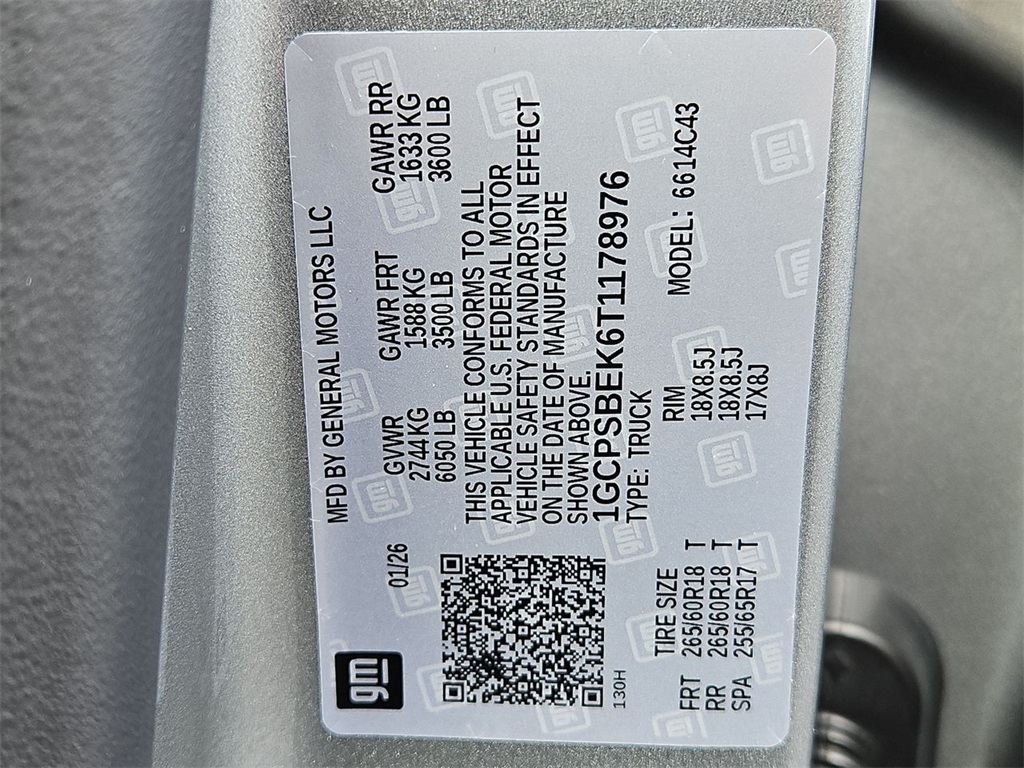 gm
MFD BY GENERAL MOTORS LLC
01/26
GVWR GAWR FRT GAWR RR
2744 KG 1588 KG 1633 KG
6050 LB 3500 LB 3600 LB
THIS VEHICLE CONFORMS TO ALL
APPLICABLE U.S. FEDERAL MOTOR
VEHICLE SAFETY STANDARDS IN EFFECT
ON THE DATE OF MANUFACTURE
SHOWN ABOVE.
1GCPSBEK6T1178976
TYPE: TRUCK MODEL: 6614C43
130H
TIRE SIZE RIM
FRT 265/60R18 T 18X8.5J
RR 265/60R18 T 18X8.5J
SPA 255/65R17 T 17X8J